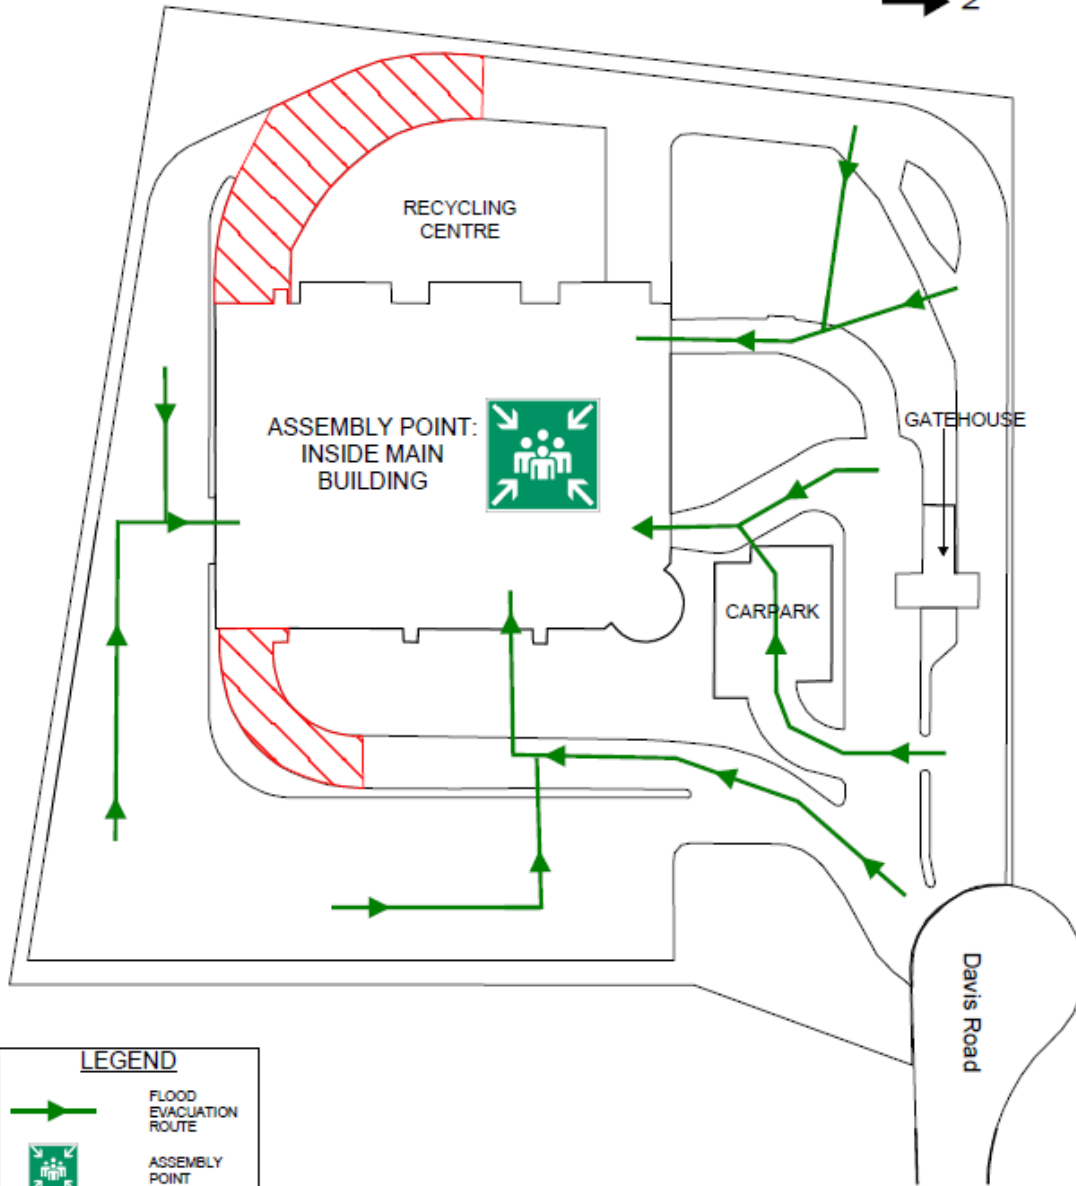 N
RECYCLING
CENTRE
ASSEMBLY POINT:
INSIDE MAIN
BUILDING
GATEHOUSE
CARPARK
Davis Road
LEGEND
FLOOD
EVACUATION
ROUTE
ASSEMBLY
POINT